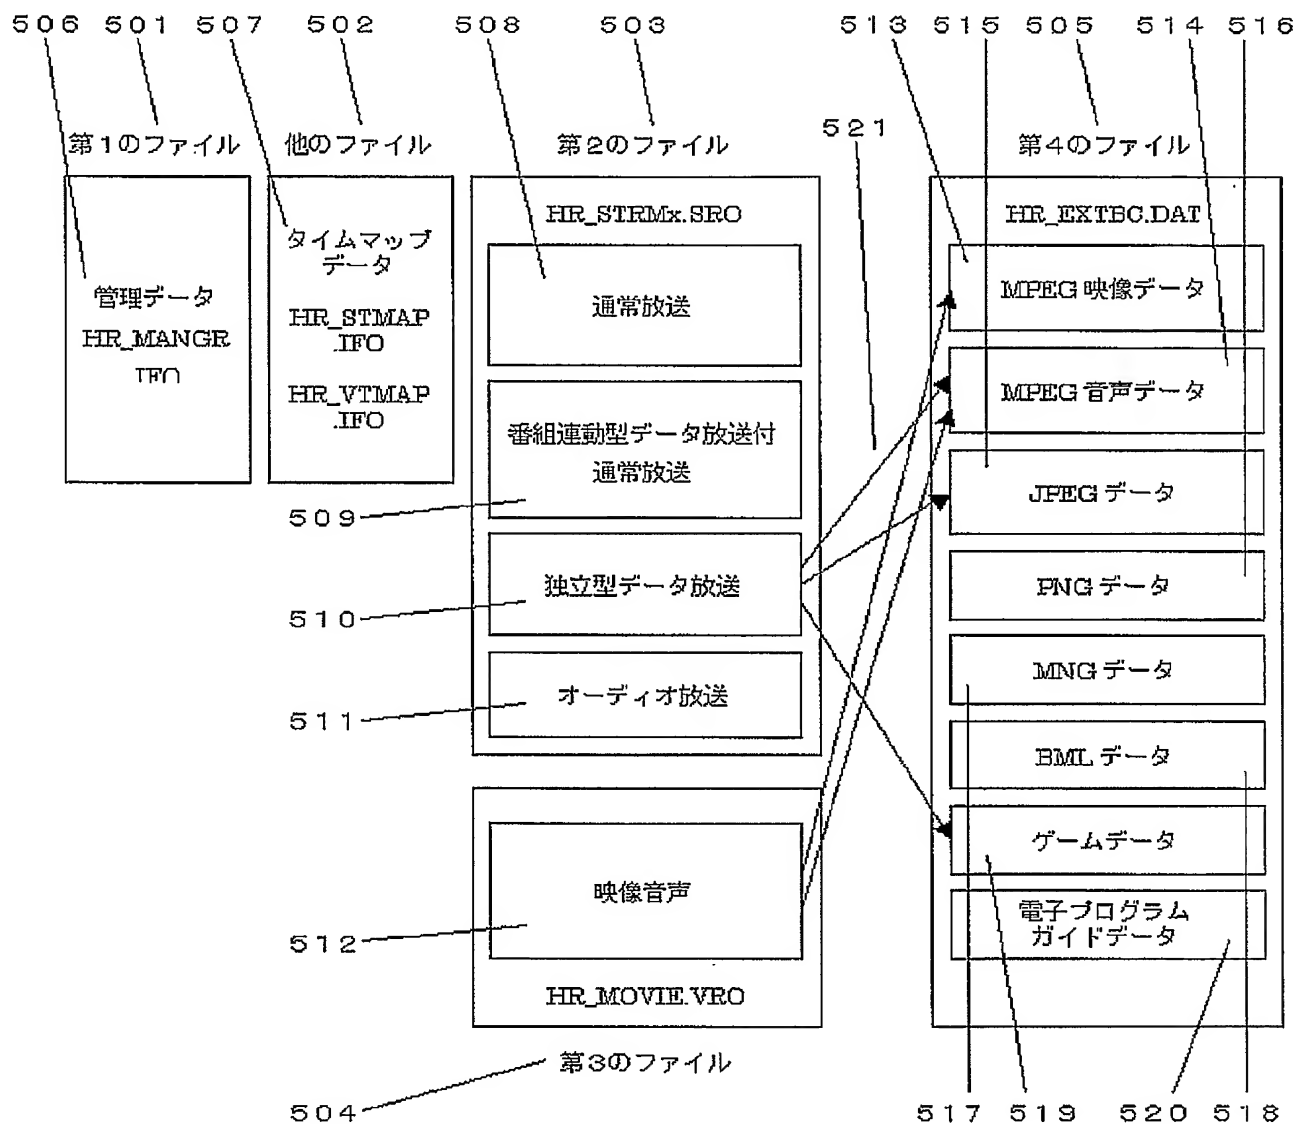 506 501 507 502 508 503 513 515 505 514 516
521
第1のファイル
他のファイル
第2のファイル
第4のファイル
管理データ
HR_MANGR
.IFO
タイムマップ
データ
HR_STMAP
.IFO
HR_VTMAP
.IFO
HR_STRMx.SRO
通常放送
番組連動型データ放送付
通常放送
509
独立型データ放送
510
オーディオ放送
511
映像音声
512
HR_MOVIE.VRO
第3のファイル
504
HR_EXTBC.DAT
MPEG 映像データ
MPEG 音声データ
JPEG データ
PNG データ
MNG データ
BML データ
ゲームデータ
電子プログラム
ガイドデータ
517 519 520 518